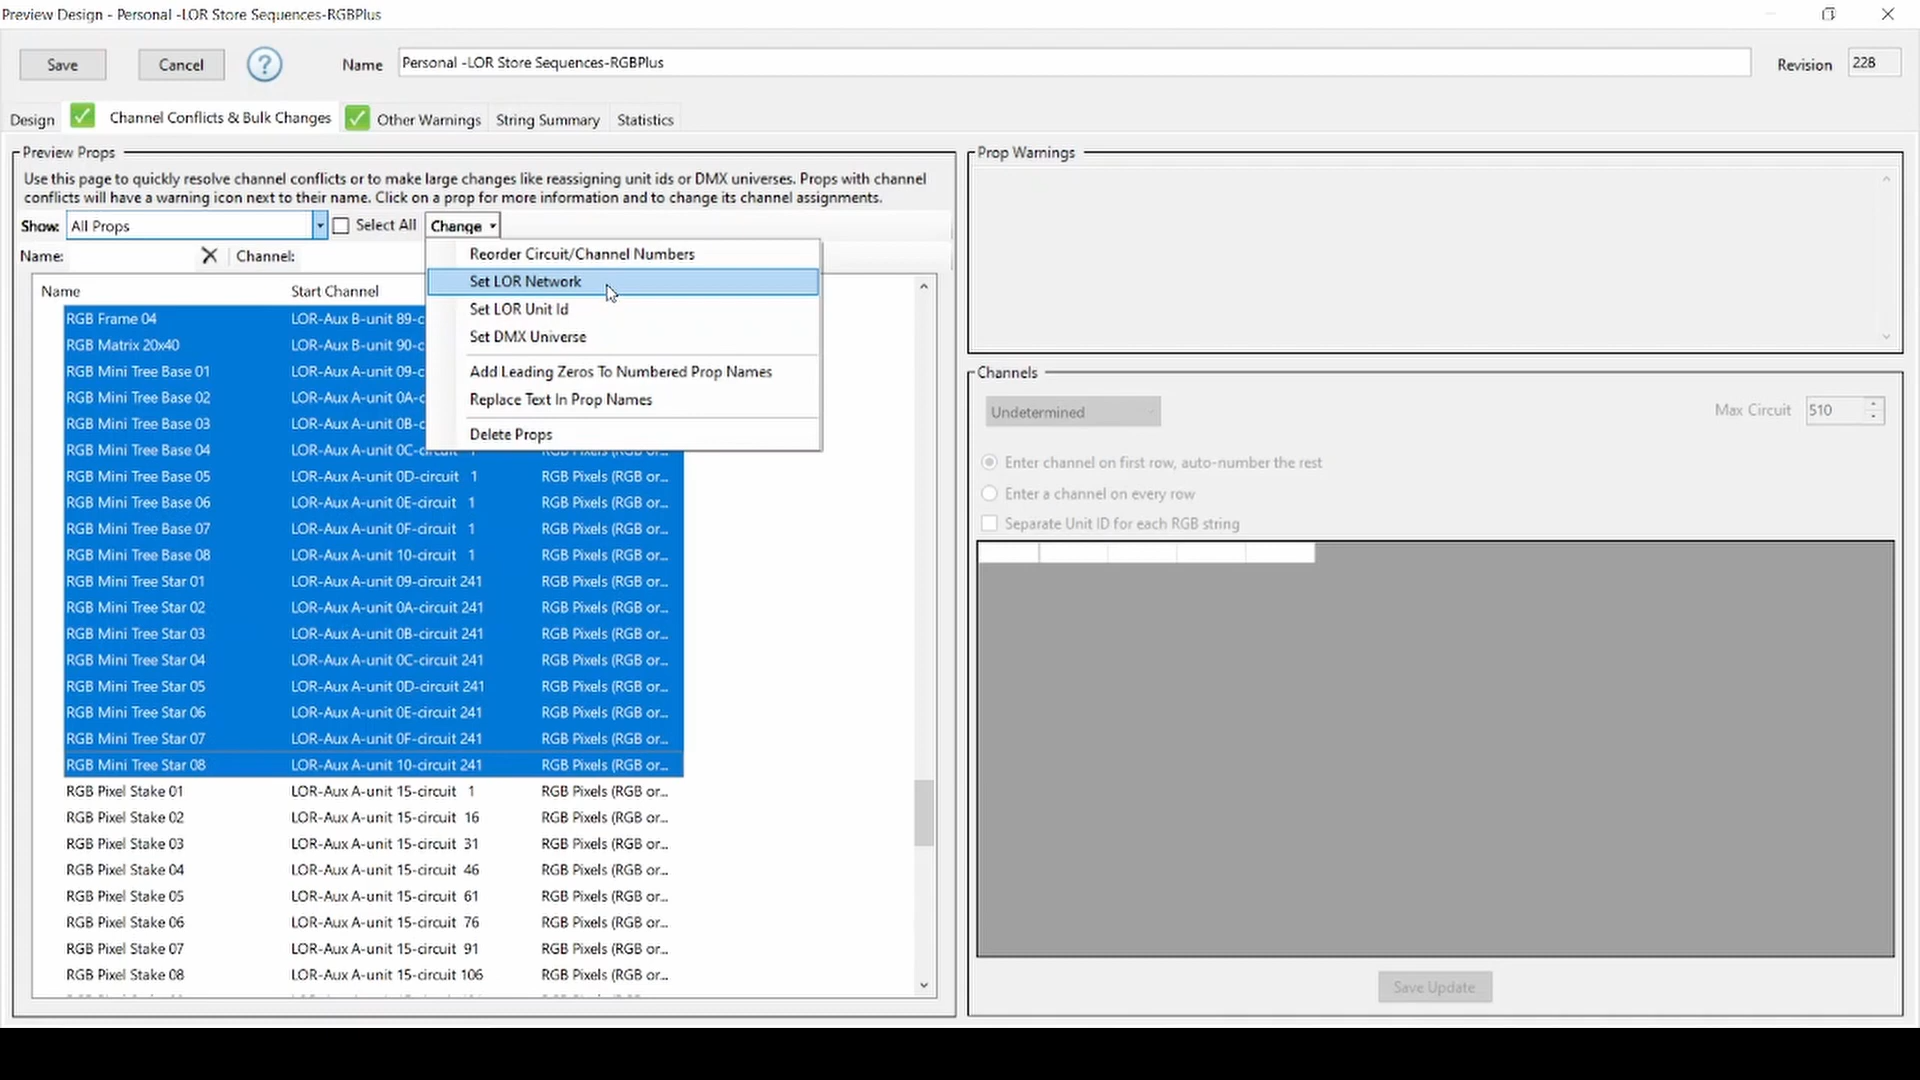 Preview Design - Personal -LOR Store Sequences-RGBPlus
Save
Cancel
?
Name
Personal -LOR Store Sequences-RGBPlus
Revision
228
Design
Channel Conflicts & Bulk Changes
Other Warnings
String Summary
Statistics
Preview Props
Use this page to quickly resolve channel conflicts or to make large changes like reassigning unit ids or DMX universes. Props with channel
conflicts will have a warning icon next to their name. Click on a prop for more information and to change its channel assignments.
Show: All Props Select All Change
Name: Channel:
Reorder Circuit/Channel Numbers
Set LOR Network
Set LOR Unit Id
Set DMX Universe
Add Leading Zeros To Numbered Prop Names
Replace Text In Prop Names
Delete Props
Name Start Channel
RGB Frame 04 LOR-Aux B-unit 89-c
RGB Matrix 20x40 LOR-Aux B-unit 90-c
RGB Mini Tree Base 01 LOR-Aux A-unit 09-c
RGB Mini Tree Base 02 LOR-Aux A-unit 0A-c
RGB Mini Tree Base 03 LOR-Aux A-unit 0B-c
RGB Mini Tree Base 04 LOR-Aux A-unit 0C-circuit 1 RGB Pixels (RGB or...
RGB Mini Tree Base 05 LOR-Aux A-unit 0D-circuit 1 RGB Pixels (RGB or...
RGB Mini Tree Base 06 LOR-Aux A-unit 0E-circuit 1 RGB Pixels (RGB or...
RGB Mini Tree Base 07 LOR-Aux A-unit 0F-circuit 1 RGB Pixels (RGB or...
RGB Mini Tree Base 08 LOR-Aux A-unit 10-circuit 1 RGB Pixels (RGB or...
RGB Mini Tree Star 01 LOR-Aux A-unit 09-circuit 241 RGB Pixels (RGB or...
RGB Mini Tree Star 02 LOR-Aux A-unit 0A-circuit 241 RGB Pixels (RGB or...
RGB Mini Tree Star 03 LOR-Aux A-unit 0B-circuit 241 RGB Pixels (RGB or...
RGB Mini Tree Star 04 LOR-Aux A-unit 0C-circuit 241 RGB Pixels (RGB or...
RGB Mini Tree Star 05 LOR-Aux A-unit 0D-circuit 241 RGB Pixels (RGB or...
RGB Mini Tree Star 06 LOR-Aux A-unit 0E-circuit 241 RGB Pixels (RGB or...
RGB Mini Tree Star 07 LOR-Aux A-unit 0F-circuit 241 RGB Pixels (RGB or...
RGB Mini Tree Star 08 LOR-Aux A-unit 10-circuit 241 RGB Pixels (RGB or...
RGB Pixel Stake 01 LOR-Aux A-unit 15-circuit 1 RGB Pixels (RGB or...
RGB Pixel Stake 02 LOR-Aux A-unit 15-circuit 16 RGB Pixels (RGB or...
RGB Pixel Stake 03 LOR-Aux A-unit 15-circuit 31 RGB Pixels (RGB or...
RGB Pixel Stake 04 LOR-Aux A-unit 15-circuit 46 RGB Pixels (RGB or...
RGB Pixel Stake 05 LOR-Aux A-unit 15-circuit 61 RGB Pixels (RGB or...
RGB Pixel Stake 06 LOR-Aux A-unit 15-circuit 76 RGB Pixels (RGB or...
RGB Pixel Stake 07 LOR-Aux A-unit 15-circuit 91 RGB Pixels (RGB or...
RGB Pixel Stake 08 LOR-Aux A-unit 15-circuit 106 RGB Pixels (RGB or...
Prop Warnings
Channels
Undetermined
Max Circuit
510
Enter channel on first row, auto-number the rest
Enter a channel on every row
Separate Unit ID for each RGB string
Save Update